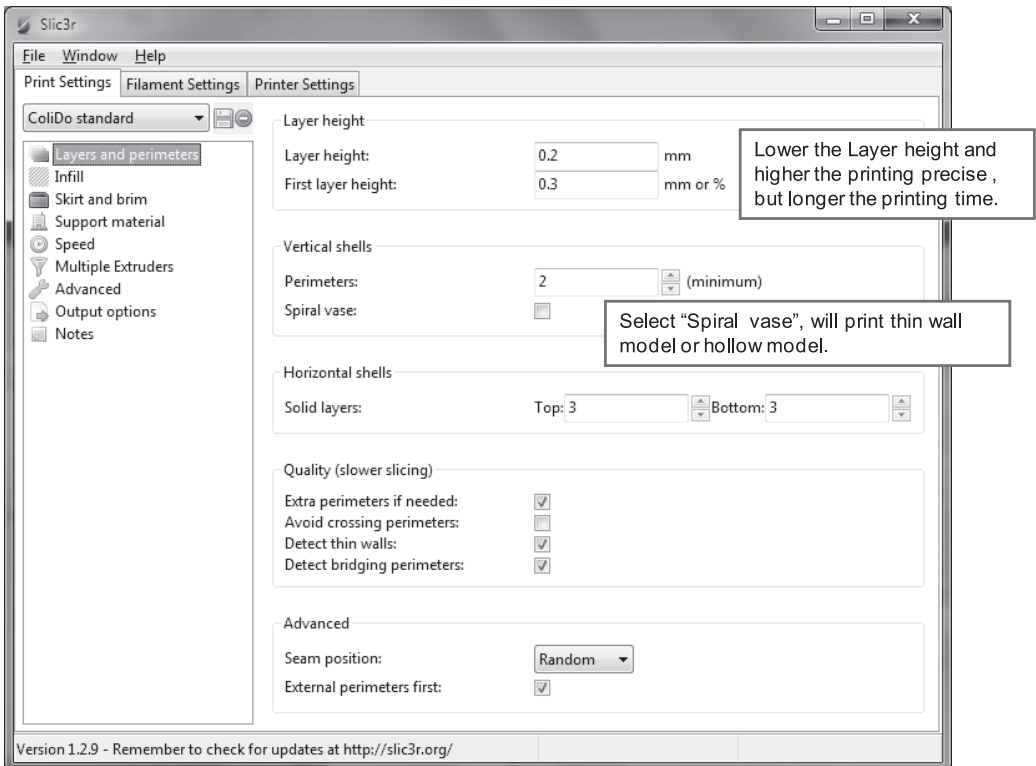 Slic3r
File Window Help
Print Settings Filament Settings Printer Settings
ColiDo standard
Layers and perimeters
Infill
Skirt and brim
Support material
Speed
Multiple Extruders
Advanced
Output options
Notes
Layer height
Layer height: 0.2 mm
First layer height: 0.3 mm or %
Lower the Layer height and
higher the printing precise ,
but longer the printing time.
Vertical shells
Perimeters: 2 (minimum)
Spiral vase:
Select “Spiral vase”, will print thin wall
model or hollow model.
Horizontal shells
Solid layers: Top: 3 Bottom: 3
Quality (slower slicing)
Extra perimeters if needed:
Avoid crossing perimeters:
Detect thin walls:
Detect bridging perimeters:
Advanced
Seam position: Random
External perimeters first:
Version 1.2.9 - Remember to check for updates at http://slic3r.org/